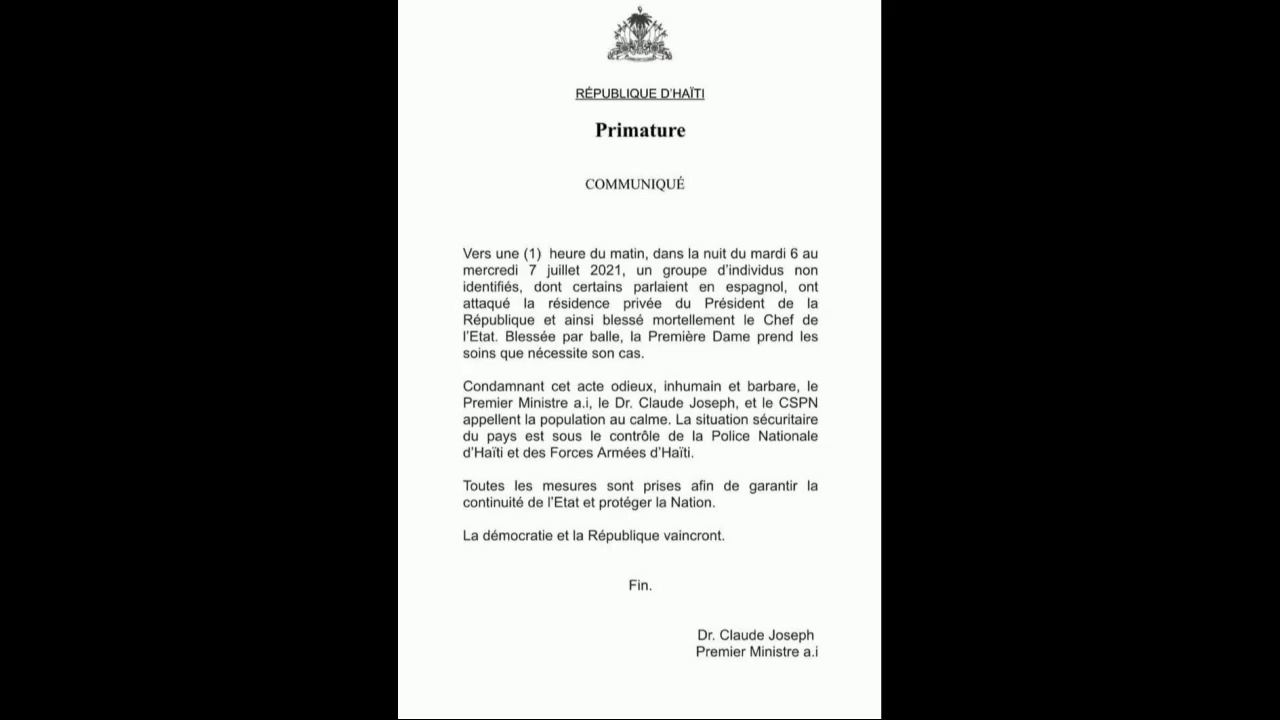 RÉPUBLIQUE D'HAÏTI
Primature
COMMUNIQUÉ
Vers une (1) heure du matin, dans la nuit du mardi 6 au
mercredi 7 juillet 2021, un groupe d'individus non
identifiés, dont certains parlaient en espagnol, ont
attaqué la résidence privée du Président de la
République et ainsi blessé mortellement le Chef de
l'Etat. Blessée par balle, la Première Dame prend les
soins que nécessite son cas.
Condamnant cet acte odieux, inhumain et barbare, le
Premier Ministre a.i, le Dr. Claude Joseph, et le CSPN
appellent la population au calme. La situation sécuritaire
du pays est sous le contrôle de la Police Nationale
d'Haïti et des Forces Armées d'Haïti.
Toutes les mesures sont prises afin de garantir la
continuité de l'Etat et protéger la Nation.
La démocratie et la République vaincront.
Fin.
Dr. Claude Joseph
Premier Ministre a.i